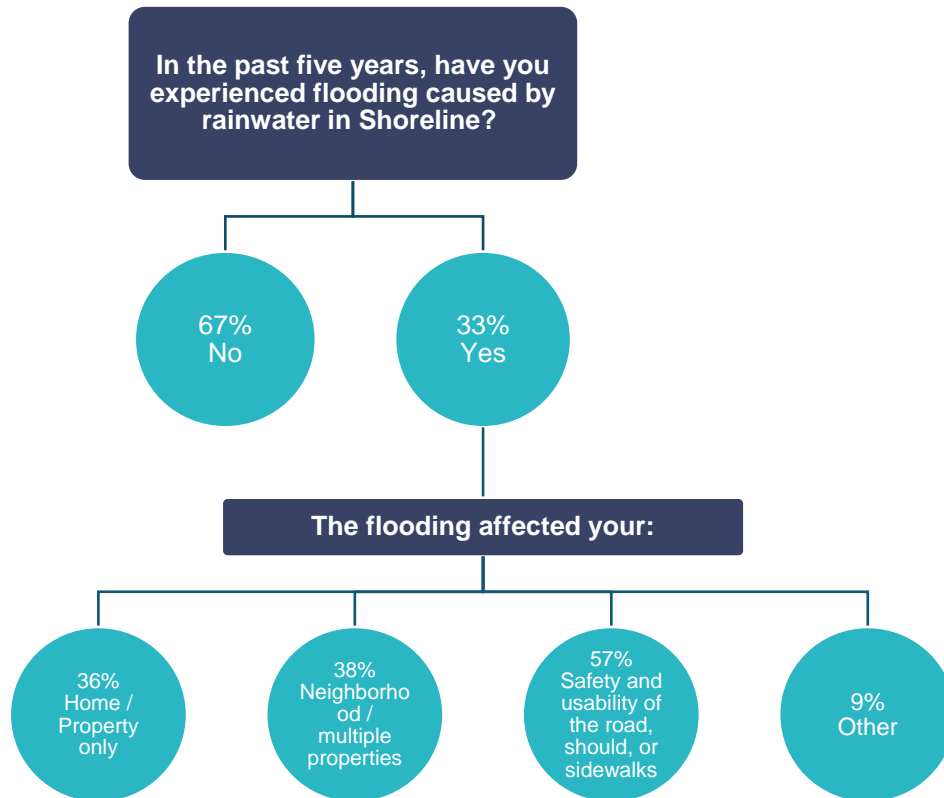 In the past five years, have you
experienced flooding caused by
rainwater in Shoreline?
67%
No
33%
Yes
The flooding affected your:
36%
Home /
Property
only
38%
Neighborho
od /
multiple
properties
57%
Safety and
usability of
the road,
should, or
sidewalks
9%
Other